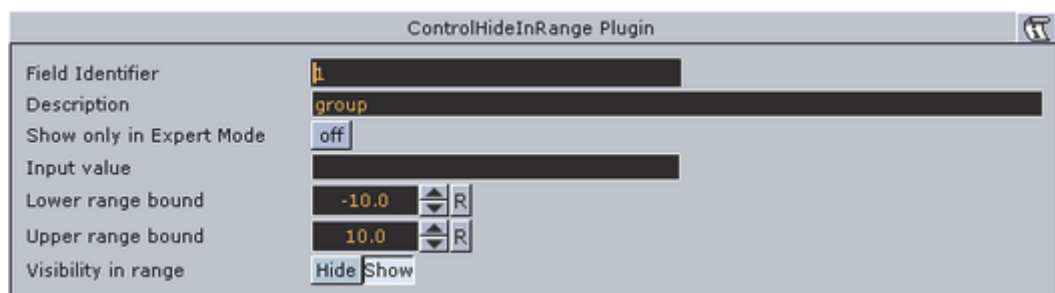 ControlHideInRange Plugin
Field Identifier 1
Description group
Show only in Expert Mode off
Input value
Lower range bound -10.0 R
Upper range bound 10.0 R
Visibility in range Hide Show